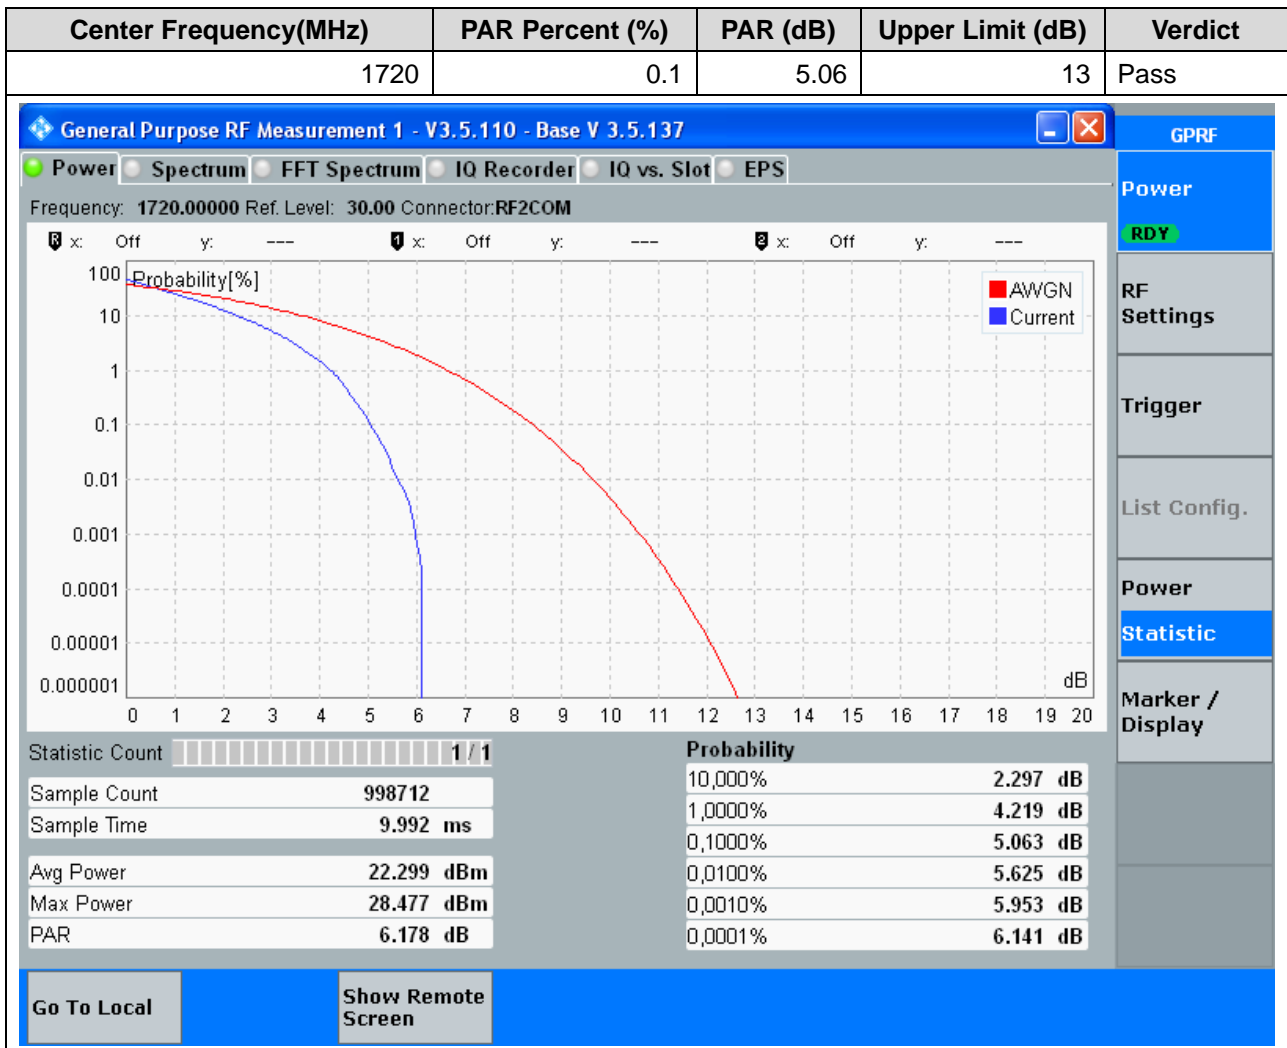 Center Frequency(MHz) PAR Percent (%) PAR (dB) Upper Limit (dB) Verdict
1720 0.1 5.06 13 Pass
General Purpose RF Measurement 1 - V3.5.110 - Base V 3.5.137
GPRF
Power Spectrum FFT Spectrum IQ Recorder IQ vs. Slot EPS
Power
RDY
Frequency: 1720.00000 Ref. Level: 30.00 Connector:RF2COM
R x: Off y: --- 1 x: Off y: --- 2 x: Off y: ---
Probability[%]
AWGN
Current
100
10
1
0.1
0.01
0.001
0.0001
0.00001
0.000001
dB
0 1 2 3 4 5 6 7 8 9 10 11 12 13 14 15 16 17 18 19 20
RF
Settings
Trigger
List Config.
Power
Statistic
Marker /
Display
Statistic Count 1 / 1
Sample Count 998712
Sample Time 9.992 ms
Avg Power 22.299 dBm
Max Power 28.477 dBm
PAR 6.178 dB
Probability
10,000% 2.297 dB
1,0000% 4.219 dB
0,1000% 5.063 dB
0,0100% 5.625 dB
0,0010% 5.953 dB
0,0001% 6.141 dB
Go To Local
Show Remote
Screen